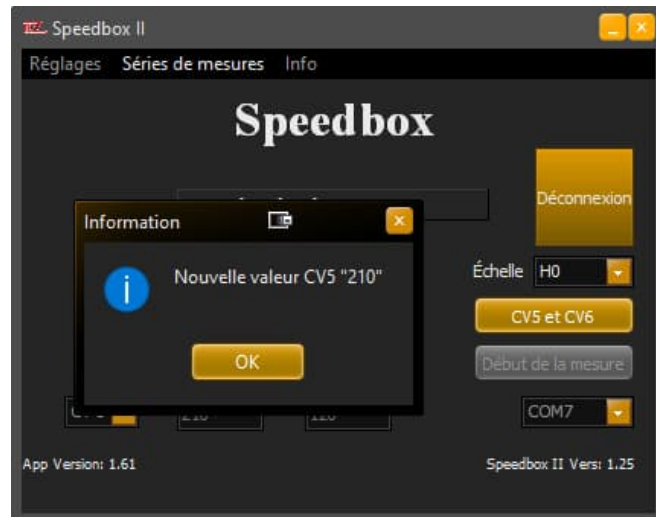 Speedbox II
Réglages Séries de mesures Info
Speedbox
Déconnexion
Information
Nouvelle valeur CV5 "210"
OK
Échelle H0
CV5 et CV6
Début de la mesure
COM7
App Version: 1.61
Speedbox II Vers: 1.25